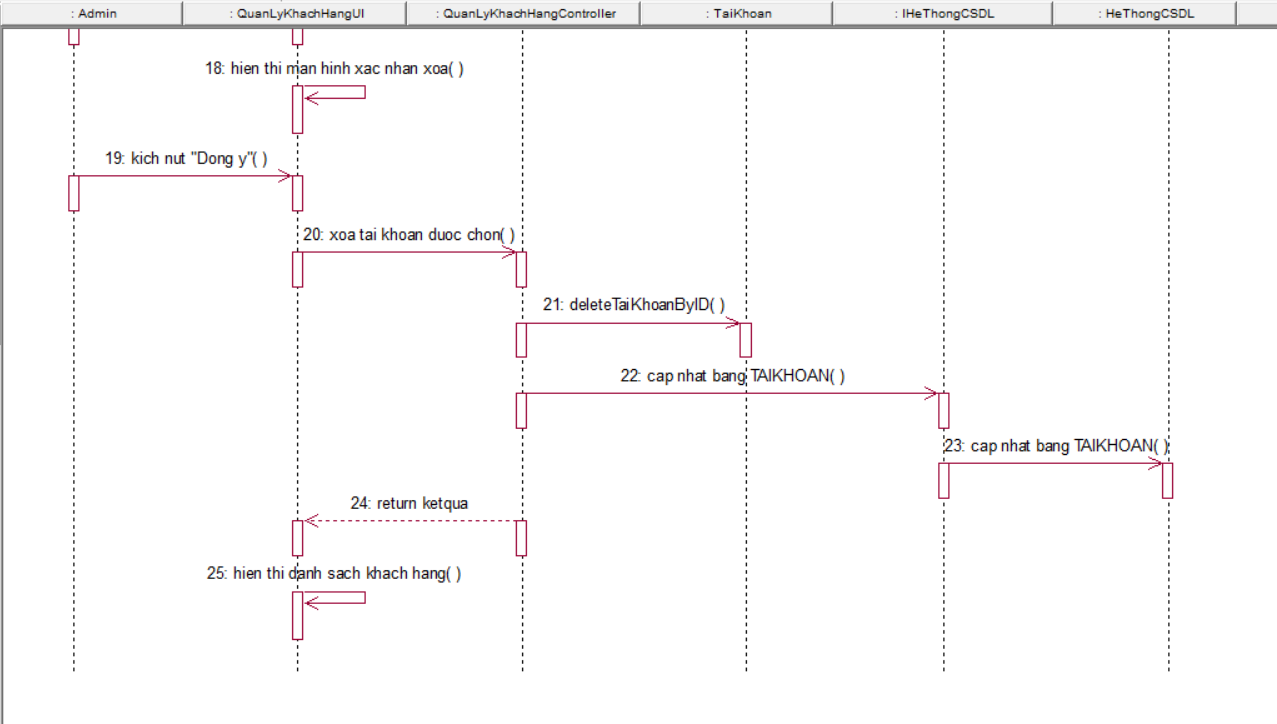 : Admin
: QuanLyKhachHangUI
: QuanLyKhachHangController
: TaiKhoan
: IHeThongCSDL
: HeThongCSDL
18: hien thi man hinh xac nhan xoa( )
19: kich nut "Dong y"( )
20: xoa tai khoan duoc chon( )
21: deleteTaiKhoanByID( )
22: cap nhat bang TAIKHOAN( )
23: cap nhat bang TAIKHOAN( )
24: return ketqua
25: hien thi danh sach khach hang( )